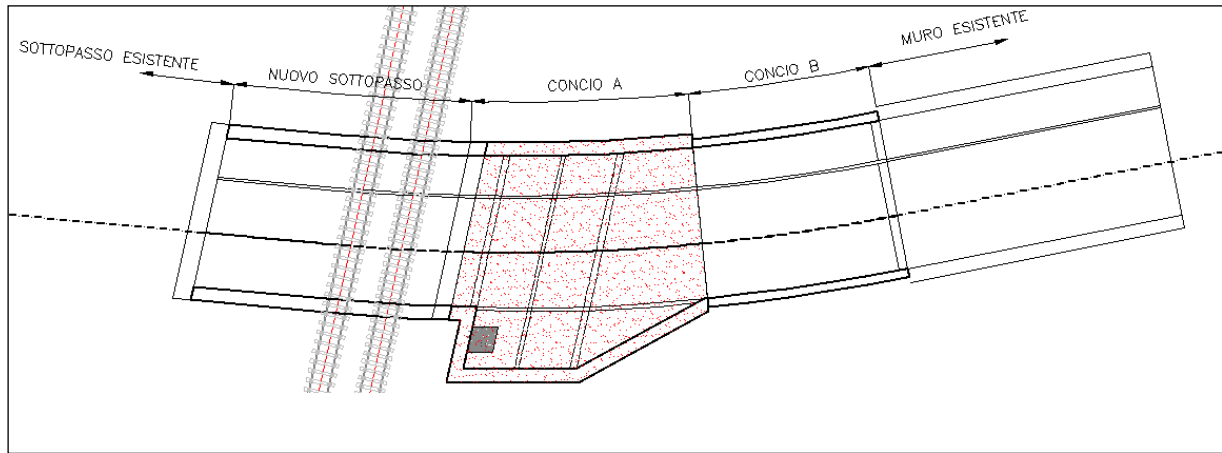 SOTTOPASSO ESISTENTE
NUOVO SOTTOPASSO
CONCIO A
CONCIO B
MURO ESISTENTE